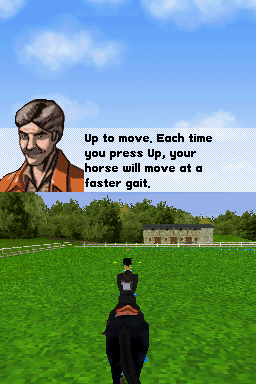 Up to move. Each time
you press Up, your
horse will move at a
faster gait.